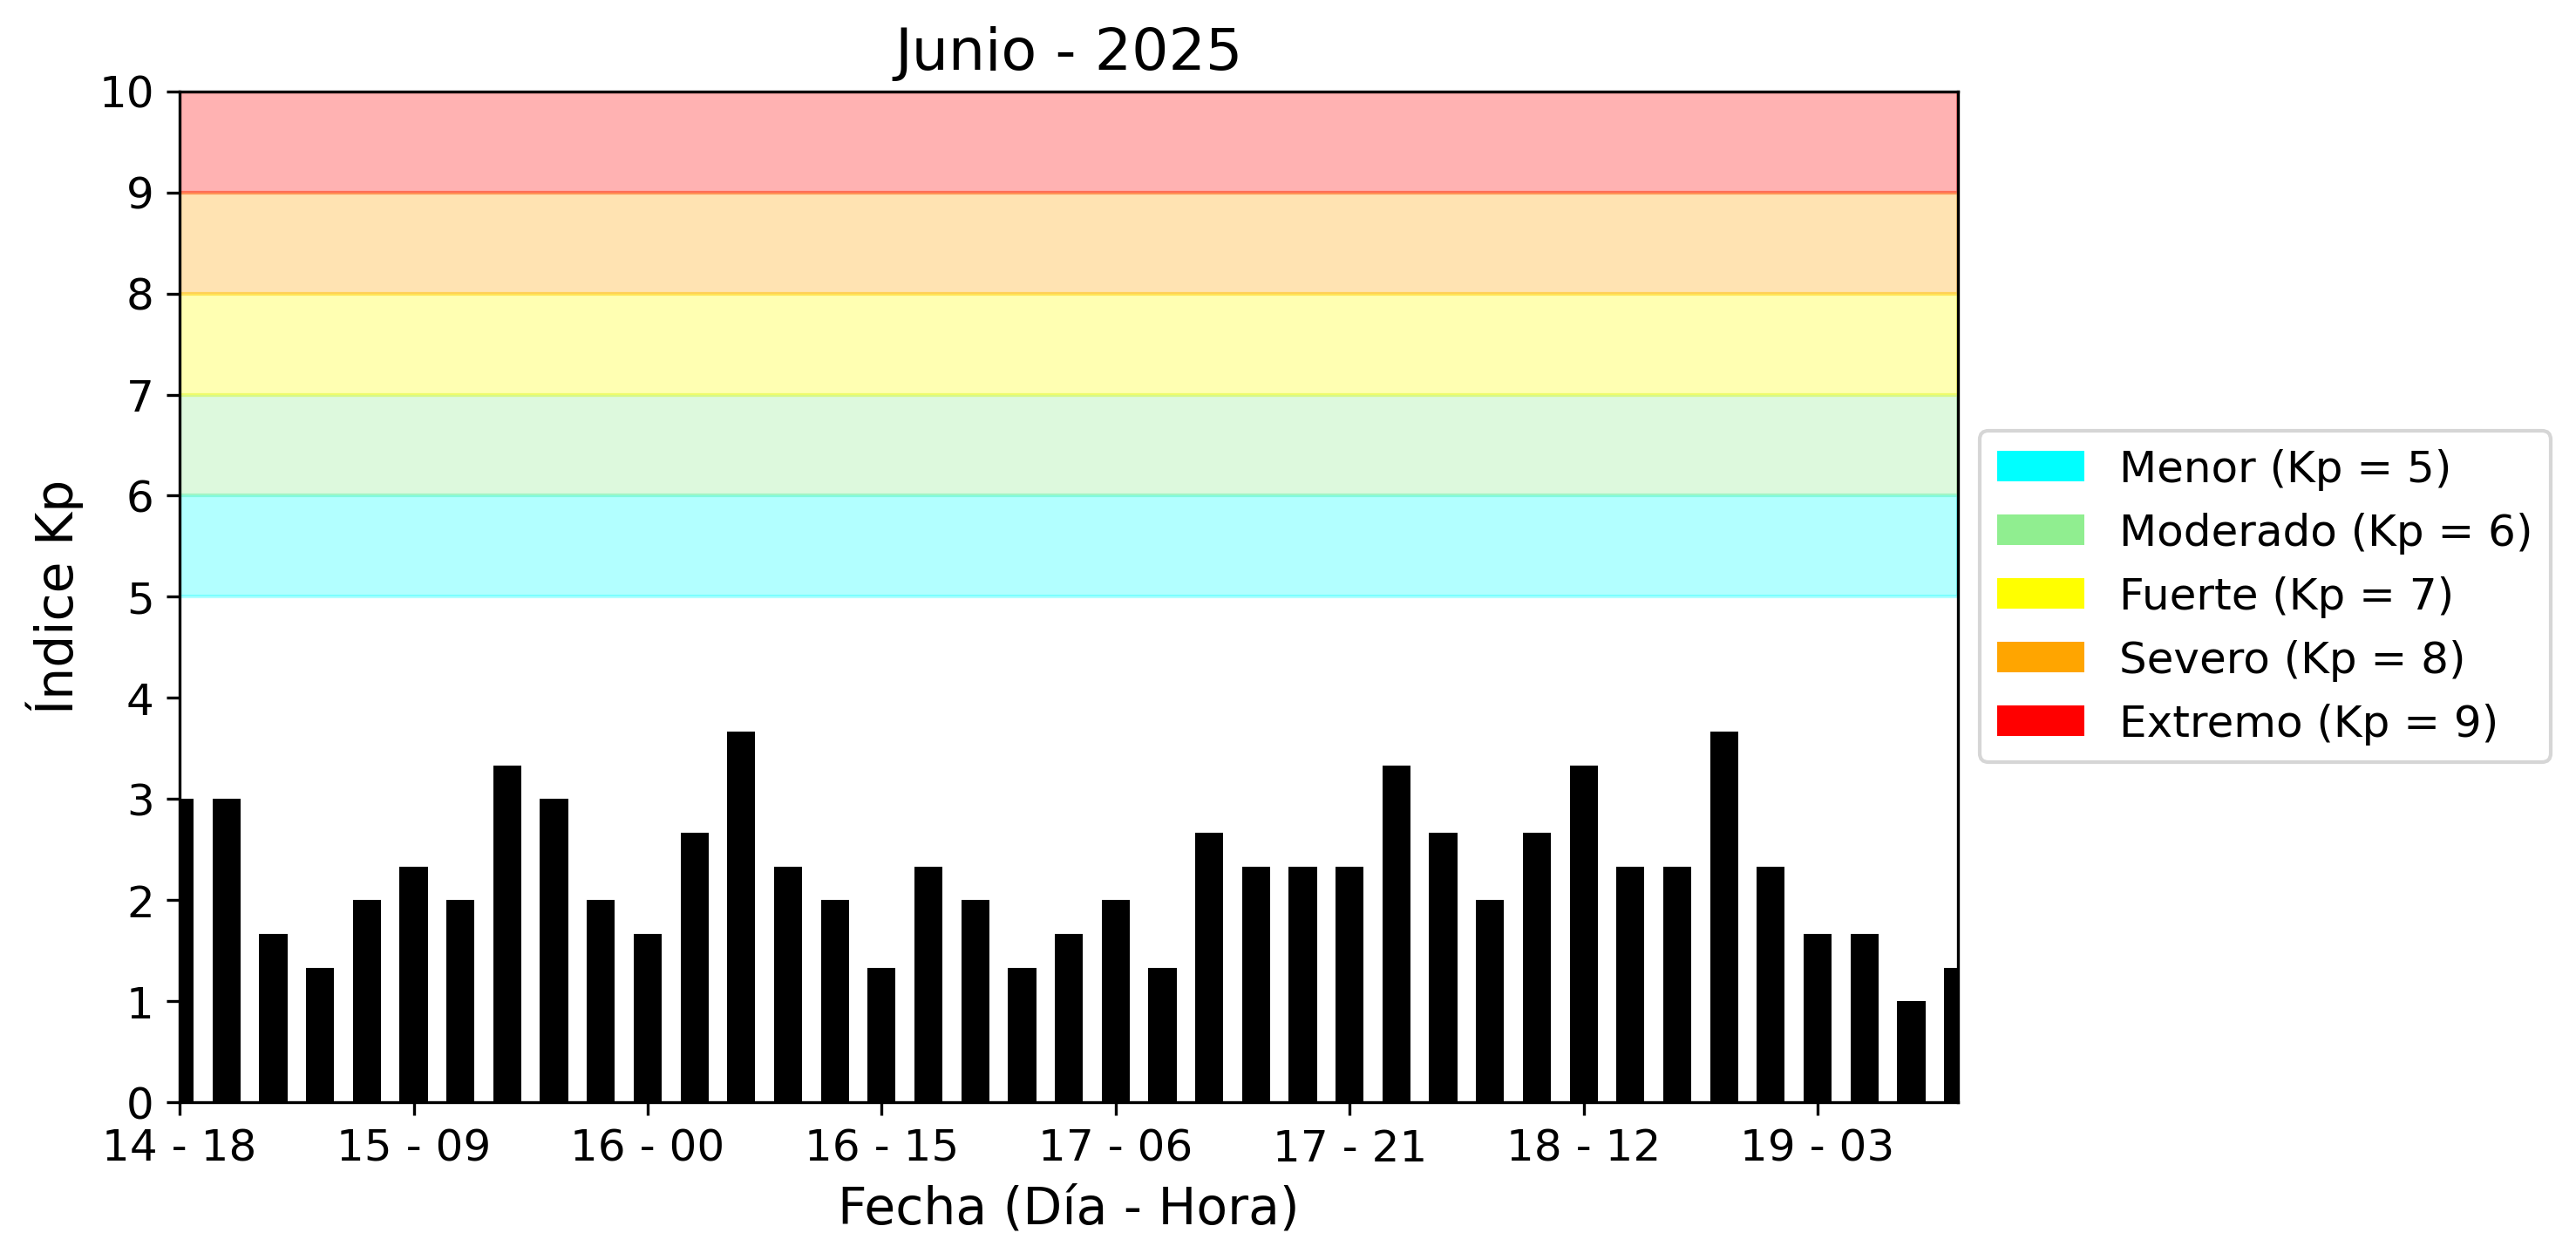 Junio - 2025
10
9
8
7
6
5
4
3
2
1
0
Índice Kp
14 - 18 15 - 09 16 - 00 16 - 15 17 - 06 17 - 21 18 - 12 19 - 03
Fecha (Día - Hora)
Menor (Kp = 5)
Moderado (Kp = 6)
Fuerte (Kp = 7)
Severo (Kp = 8)
Extremo (Kp = 9)